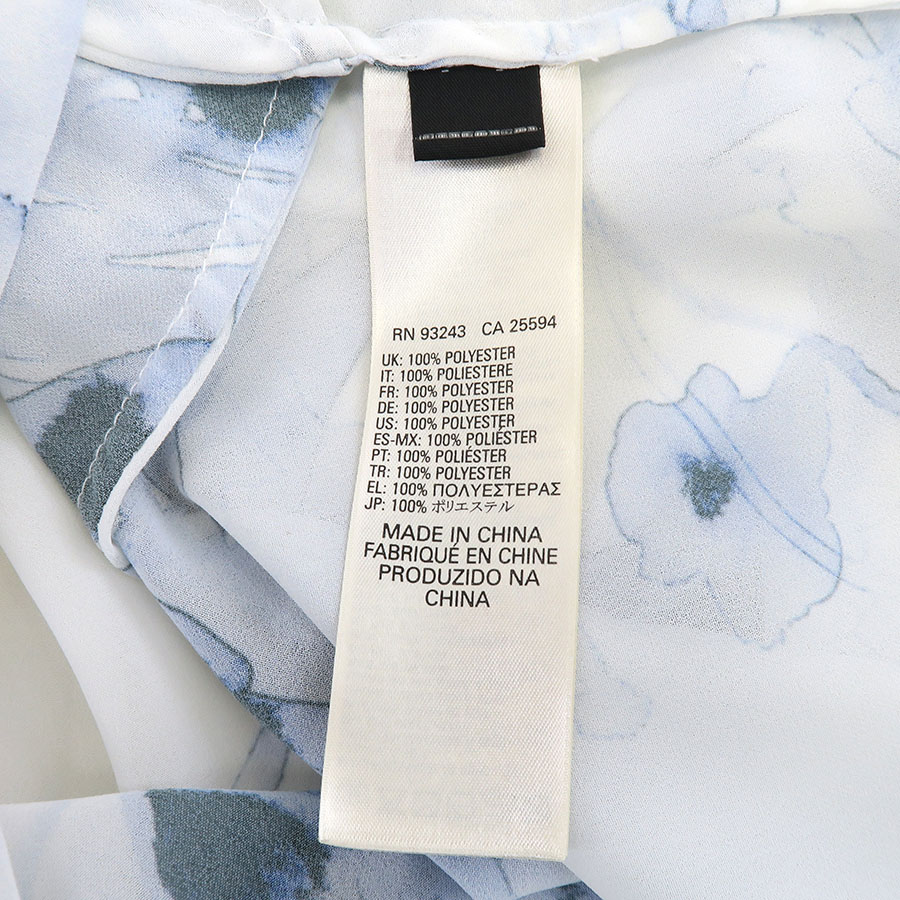 RN 93243 CA 25594
UK: 100% POLYESTER
IT: 100% POLIESTERE
FR: 100% POLYESTER
DE: 100% POLYESTER
US: 100% POLYESTER
ES-MX: 100% POLIÉSTER
PT: 100% POLIÉSTER
TR: 100% POLYESTER
EL: 100% ΠΟΛΥΕΣΤΕΡΑΣ
JP: 100% ポリエステル
MADE IN CHINA
FABRIQUÉ EN CHINE
PRODUZIDO NA
CHINA